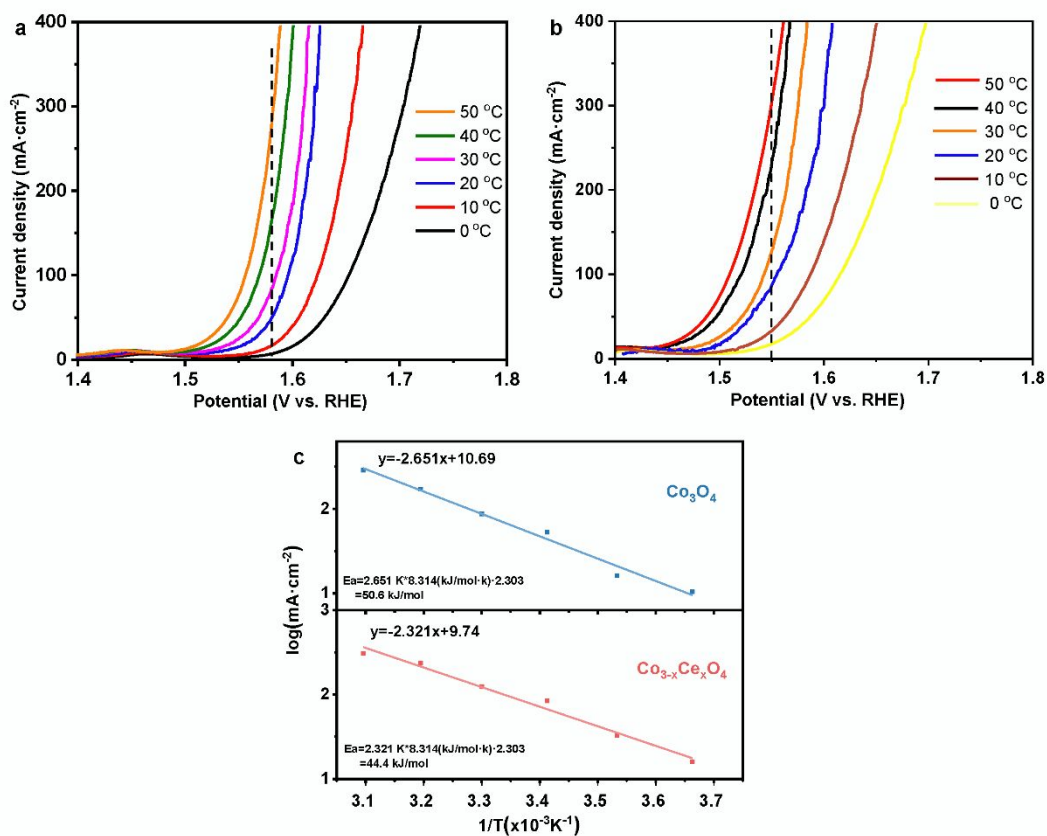 a
400
300
200
100
0
Current density (mA·cm⁻²)
50 °C
40 °C
30 °C
20 °C
10 °C
0 °C
1.4
1.5
1.6
1.7
1.8
Potential (V vs. RHE)
b
400
300
200
100
0
Current density (mA·cm⁻²)
50 °C
40 °C
30 °C
20 °C
10 °C
0 °C
1.4
1.5
1.6
1.7
1.8
Potential (V vs. RHE)
c
y=-2.651x+10.69
Co₃O₄
2
Ea=2.651 K*8.314(kJ/mol·k)·2.303
=50.6 kJ/mol
1
log(mA·cm⁻²)
3
y=-2.321x+9.74
Co₃₋ₓCeₓO₄
2
Ea=2.321 K*8.314(kJ/mol·k)·2.303
=44.4 kJ/mol
1
3.1
3.2
3.3
3.4
3.5
3.6
3.7
1/T(x10⁻³K⁻¹)